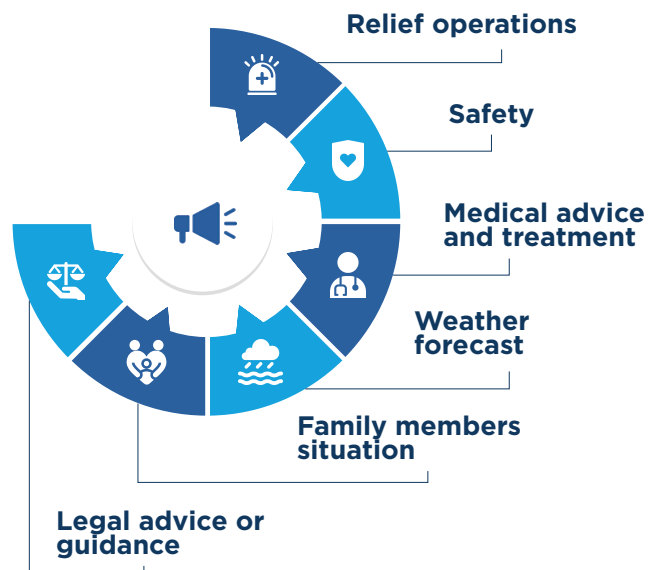 Relief operations
Safety
Medical advice
and treatment
Weather
forecast
Family members
situation
Legal advice or
guidance